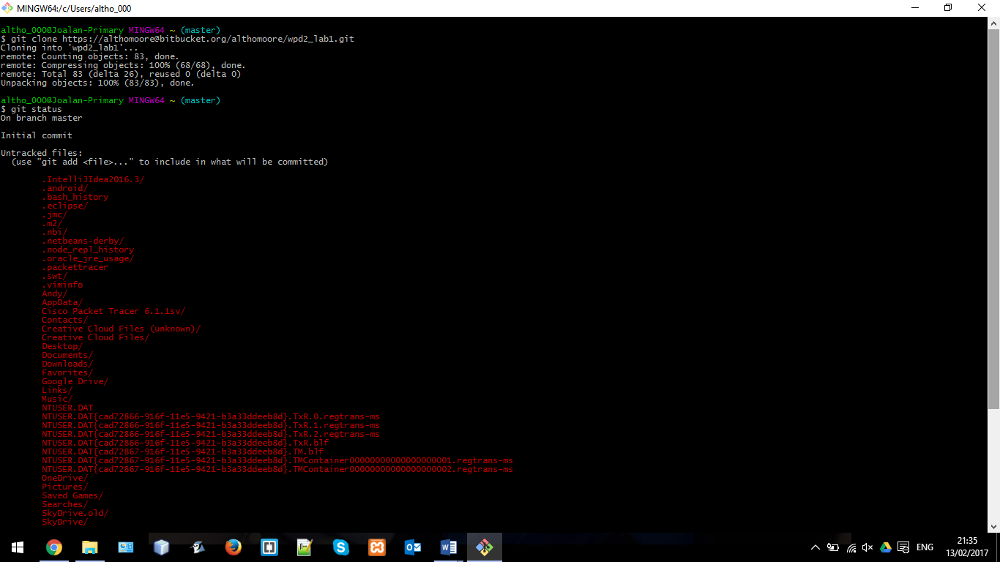 MINGW64:/c/Users/altho_000
altho_000@Joalan-Primary MINGW64 ~ (master)
$ git clone https://althomoore@bitbucket.org/althomoore/wpd2_lab1.git
Cloning into 'wpd2_lab1'...
remote: Counting objects: 83, done.
remote: Compressing objects: 100% (68/68), done.
remote: Total 83 (delta 26), reused 0 (delta 0)
Unpacking objects: 100% (83/83), done.
altho_000@Joalan-Primary MINGW64 ~ (master)
$ git status
On branch master
Initial commit
Untracked files:
(use "git add <file>..." to include in what will be committed)
.IntelliJIdea2016.3/
.android/
.bash_history
.eclipse/
.jmc/
.m2/
.nbi/
.netbeans-derby/
.node_repl_history
.oracle_jre_usage/
.packettracer
.swt/
.viminfo
Andy/
AppData/
Cisco Packet Tracer 6.1.1sv/
Contacts/
Creative Cloud Files (unknown)/
Creative Cloud Files/
Desktop/
Documents/
Downloads/
Favorites/
Google Drive/
Links/
Music/
NTUSER.DAT
NTUSER.DAT{cad72866-916f-11e5-9421-b3a33ddeeb8d}.TxR.0.regtrans-ms
NTUSER.DAT{cad72866-916f-11e5-9421-b3a33ddeeb8d}.TxR.1.regtrans-ms
NTUSER.DAT{cad72866-916f-11e5-9421-b3a33ddeeb8d}.TxR.2.regtrans-ms
NTUSER.DAT{cad72866-916f-11e5-9421-b3a33ddeeb8d}.TxR.blf
NTUSER.DAT{cad72867-916f-11e5-9421-b3a33ddeeb8d}.TM.blf
NTUSER.DAT{cad72867-916f-11e5-9421-b3a33ddeeb8d}.TMContainer00000000000000000001.regtrans-ms
NTUSER.DAT{cad72867-916f-11e5-9421-b3a33ddeeb8d}.TMContainer00000000000000000002.regtrans-ms
OneDrive/
Pictures/
Saved Games/
Searches/
SkyDrive.old/
SkyDrive/
ENG
21:35
13/02/2017